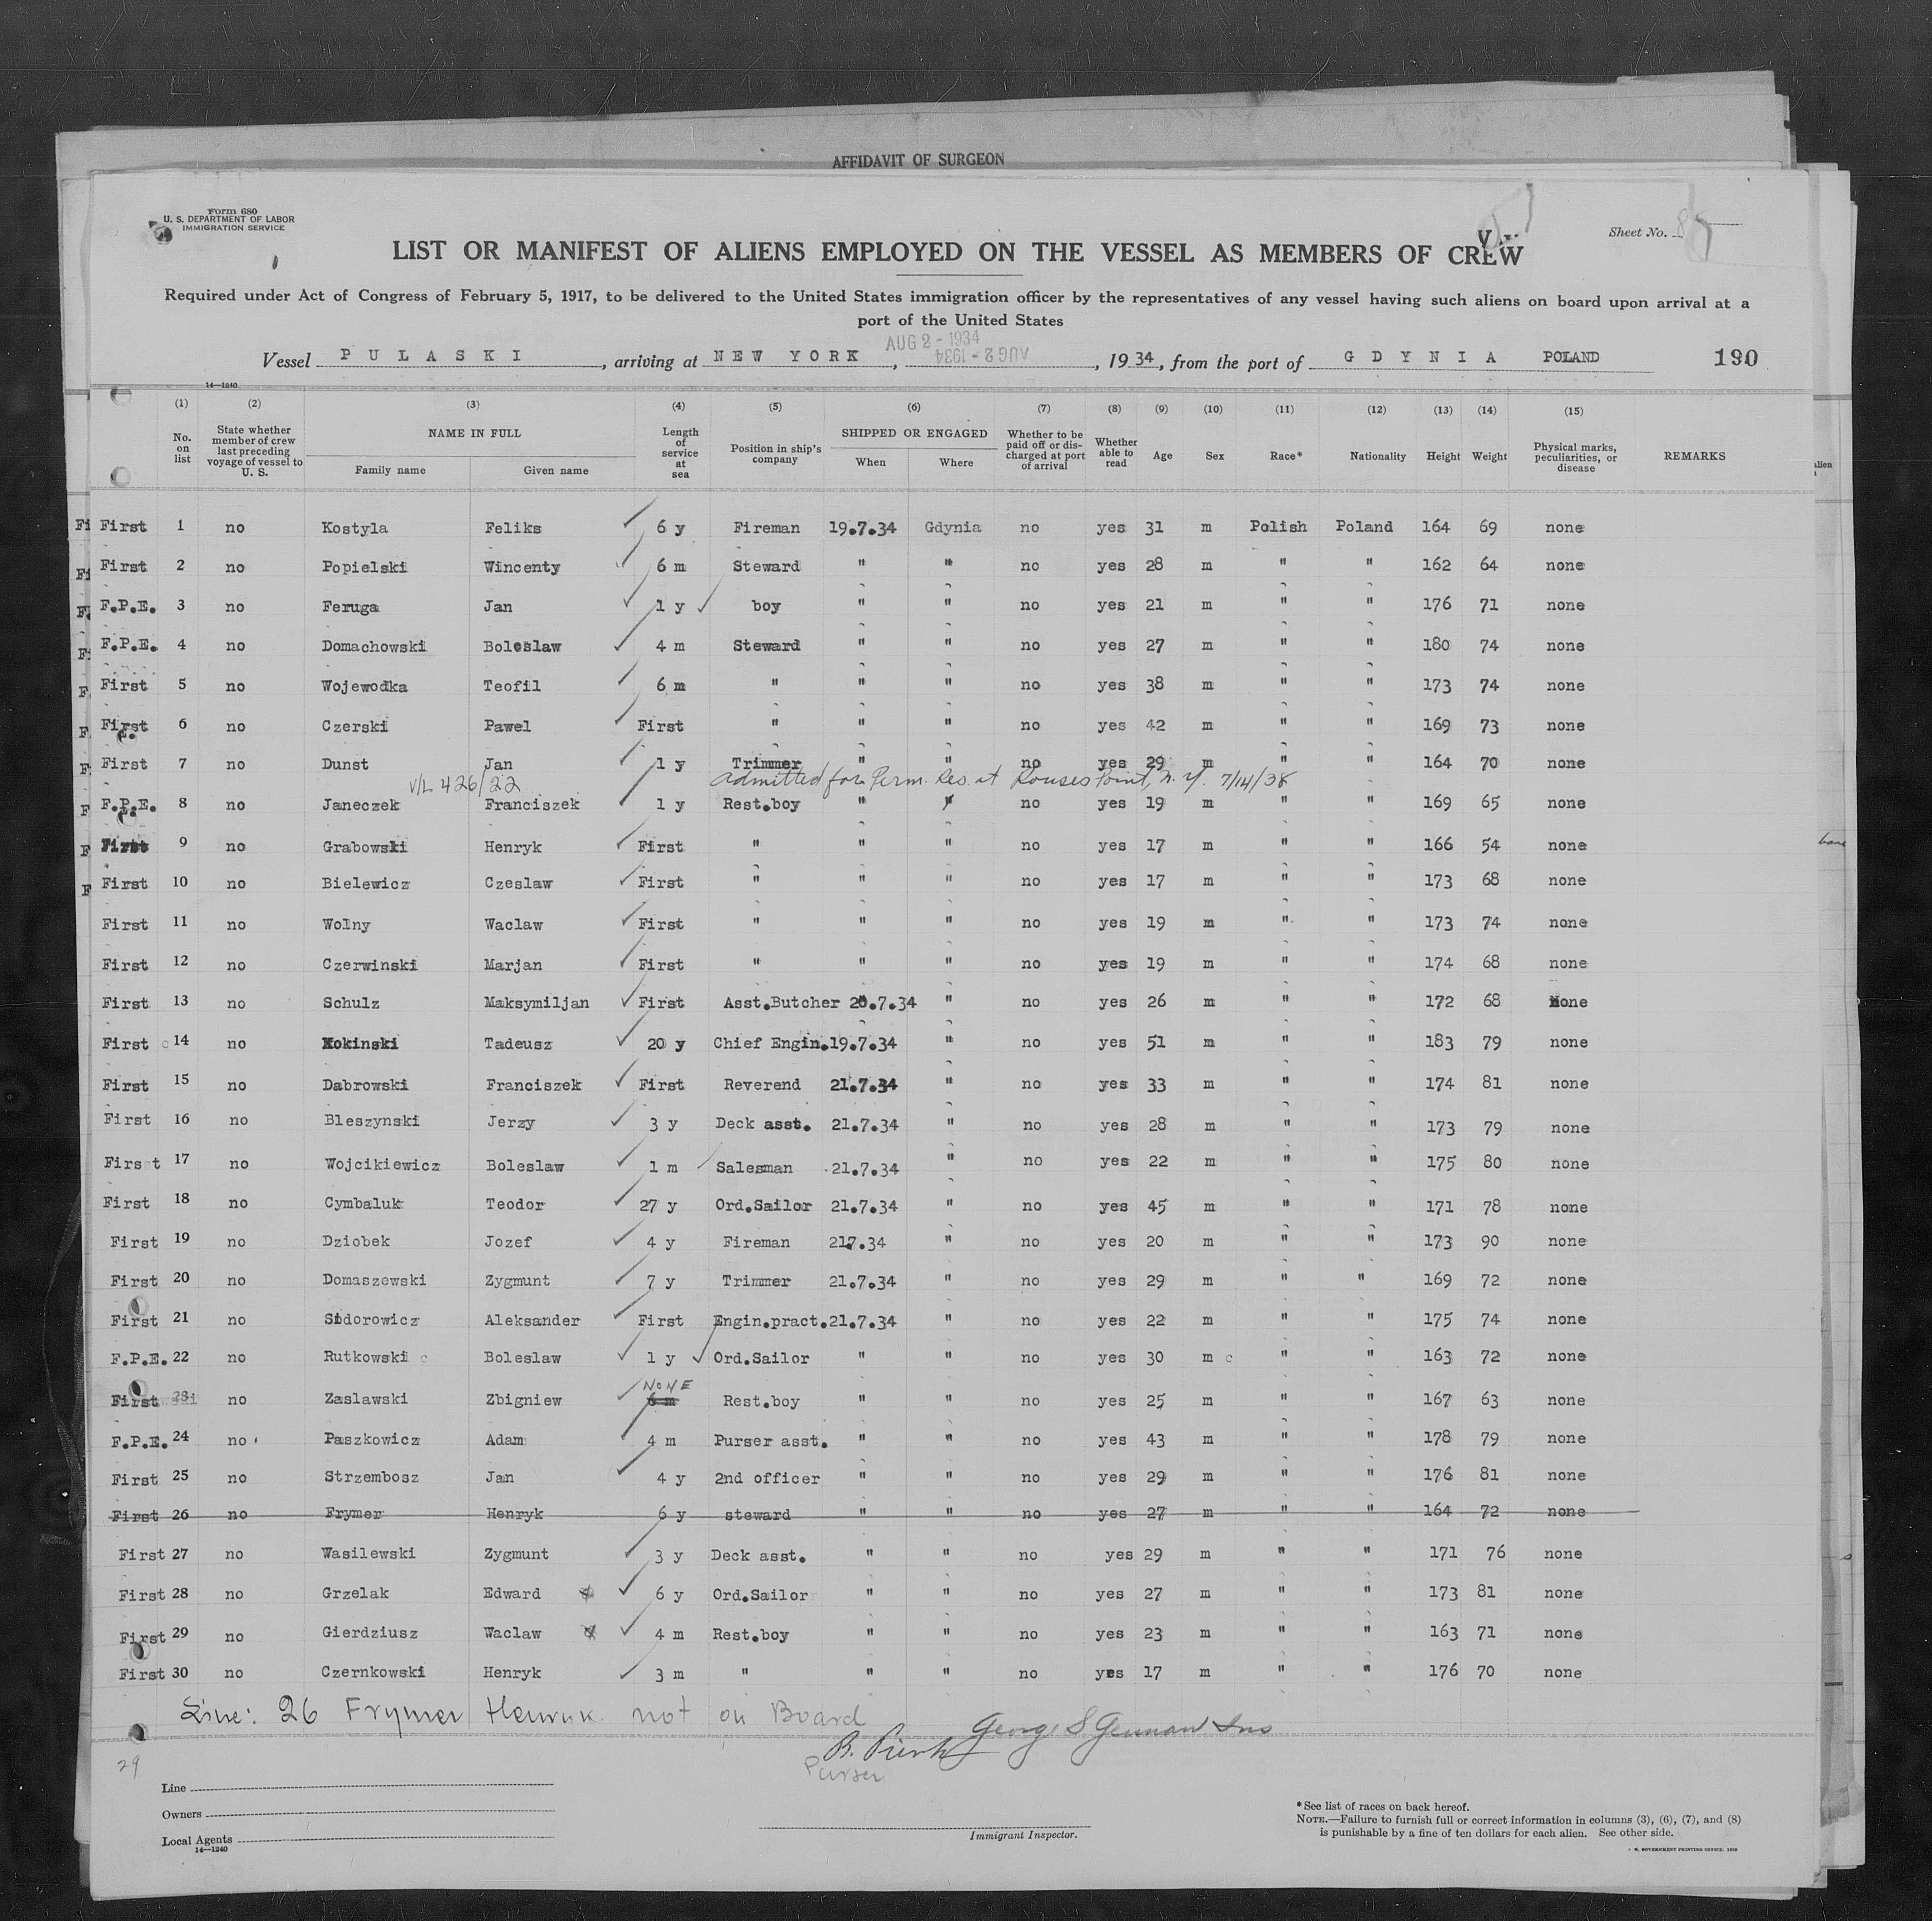 AFFIDAVIT OF SURGEON
Form 680
U. S. DEPARTMENT OF LABOR
IMMIGRATION SERVICE
Sheet No. 8
LIST OR MANIFEST OF ALIENS EMPLOYED ON THE VESSEL AS MEMBERS OF CREW
Required under Act of Congress of February 5, 1917, to be delivered to the United States immigration officer by the representatives of any vessel having such aliens on board upon arrival at a
port of the United States
AUG 2 - 1934
AUG 2 - 1934
Vessel PULASKI, arriving at NEW YORK, , 1934, from the port of GDYNIA POLAND 190
14—1240
(1) (2) (3) (4) (5) (6) (7) (8) (9) (10) (11) (12) (13) (14) (15)
No. on list State whether member of crew last preceding voyage of vessel to U. S. NAME IN FULL Family name Given name Length of service at sea Position in ship's company SHIPPED OR ENGAGED When Where Whether to be paid off or discharged at port of arrival Whether able to read Age Sex Race* Nationality Height Weight Physical marks, peculiarities, or disease REMARKS
First 1 no Kostyla Feliks 6 y Fireman 19.7.34 Gdynia no yes 31 m Polish Poland 164 69 none
First 2 no Popielski Wincenty 6 m Steward " " no yes 28 m " " 162 64 none
F.P.E. 3 no Feruga Jan 1 y boy " " no yes 21 m " " 176 71 none
F.P.E. 4 no Domachowski Boleslaw 4 m Steward " " no yes 27 m " " 180 74 none
First 5 no Wojewodka Teofil 6 m " " " no yes 38 m " " 173 74 none
First 6 no Czerski Pawel First " " " no yes 42 m " " 169 73 none
First 7 no Dunst Jan 1 y Trimmer " " no yes 29 m " " 164 70 none
V/L 426/22 admitted for Perm. Res. at Rouses Point, N.Y. 7/14/38
F.P.E. 8 no Janeczek Franciszek 1 y Rest.boy " " no yes 19 m " " 169 65 none
First 9 no Grabowski Henryk First " " " no yes 17 m " " 166 54 none
First 10 no Bielewicz Czeslaw First " " " no yes 17 m " " 173 68 none
First 11 no Wolny Waclaw First " " " no yes 19 m " " 173 74 none
First 12 no Czerwinski Marjan First " " " no yes 19 m " " 174 68 none
First 13 no Schulz Maksymiljan First Asst.Butcher 20.7.34 " no yes 26 m " " 172 68 none
First 14 no Kokinski Tadeusz 20 y Chief Engin. 19.7.34 " no yes 51 m " " 183 79 none
First 15 no Dabrowski Franciszek First Reverend 21.7.34 " no yes 33 m " " 174 81 none
First 16 no Bleszynski Jerzy 3 y Deck asst. 21.7.34 " no yes 28 m " " 173 79 none
First 17 no Wojcikiewicz Boleslaw 1 m Salesman 21.7.34 " no yes 22 m " " 175 80 none
First 18 no Cymbaluk Teodor 27 y Ord.Sailor 21.7.34 " no yes 45 m " " 171 78 none
First 19 no Dziobek Jozef 4 y Fireman 217.34 " no yes 20 m " " 173 90 none
First 20 no Domaszewski Zygmunt 7 y Trimmer 21.7.34 " no yes 29 m " " 169 72 none
First 21 no Sidorowicz Aleksander First Engin.pract. 21.7.34 " no yes 22 m " " 175 74 none
F.P.E. 22 no Rutkowski Boleslaw 1 y Ord.Sailor " " no yes 30 m " " 163 72 none
NONE
First 23 no Zaslawski Zbigniew 6 m Rest.boy " " no yes 25 m " " 167 63 none
F.P.E. 24 no Paszkowicz Adam 4 m Purser asst. " " no yes 43 m " " 178 79 none
First 25 no Strzembosz Jan 4 y 2nd officer " " no yes 29 m " " 176 81 none
First 26 no Frymer Henryk 6 y steward " " no yes 27 m " 164 72 none
First 27 no Wasilewski Zygmunt 3 y Deck asst. " " no yes 29 m " " 171 76 none
First 28 no Grzelak Edward 6 y Ord.Sailor " " no yes 27 m " " 173 81 none
First 29 no Gierdziusz Waclaw 4 m Rest.boy " " no yes 23 m " " 163 71 none
First 30 no Czernkowski Henryk 3 m " " " no yes 17 m " " 176 70 none
Line: 26 Frymer Henryk not on Board
George S German Ins
Purser
29
Line
Owners
Local Agents
14—1240
Immigrant Inspector.
*See list of races on back hereof.
NOTE.—Failure to furnish full or correct information in columns (3), (6), (7), and (8)
is punishable by a fine of ten dollars for each alien. See other side.